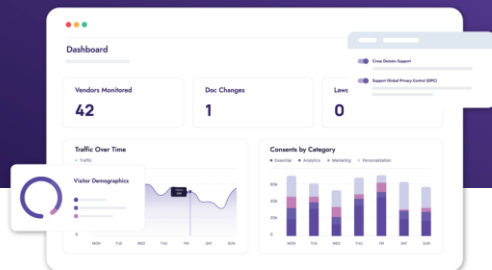 Dashboard
Cross Domain Support
Support Global Privacy Control (GPC)
Vendors Monitored
42
Doc Changes
1
Laws
0
Traffic Over Time
Traffic
Visitor Demographics
MON TUE WED THU FRI SAT SUN
Consents by Category
Essential Analytics Marketing Personalization
60k
40k
20k
0
MON TUE WED THU FRI SAT SUN